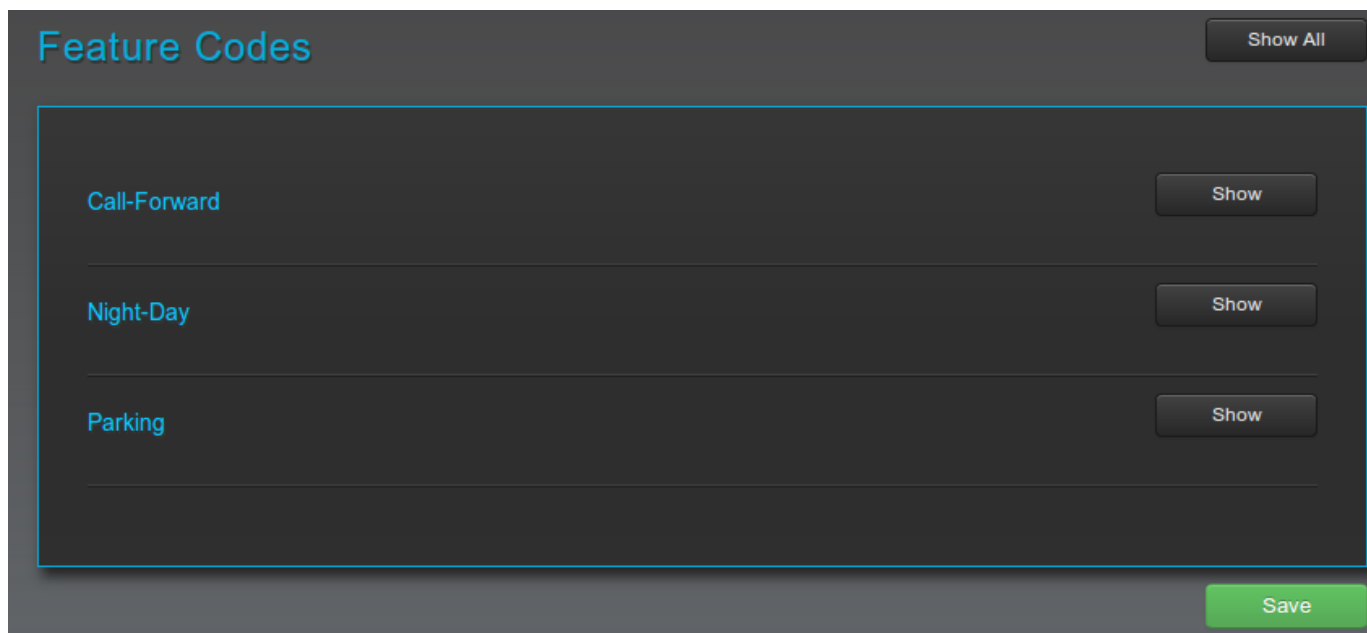 Feature Codes
Show All
Call-Forward
Show
Night-Day
Show
Parking
Show
Save